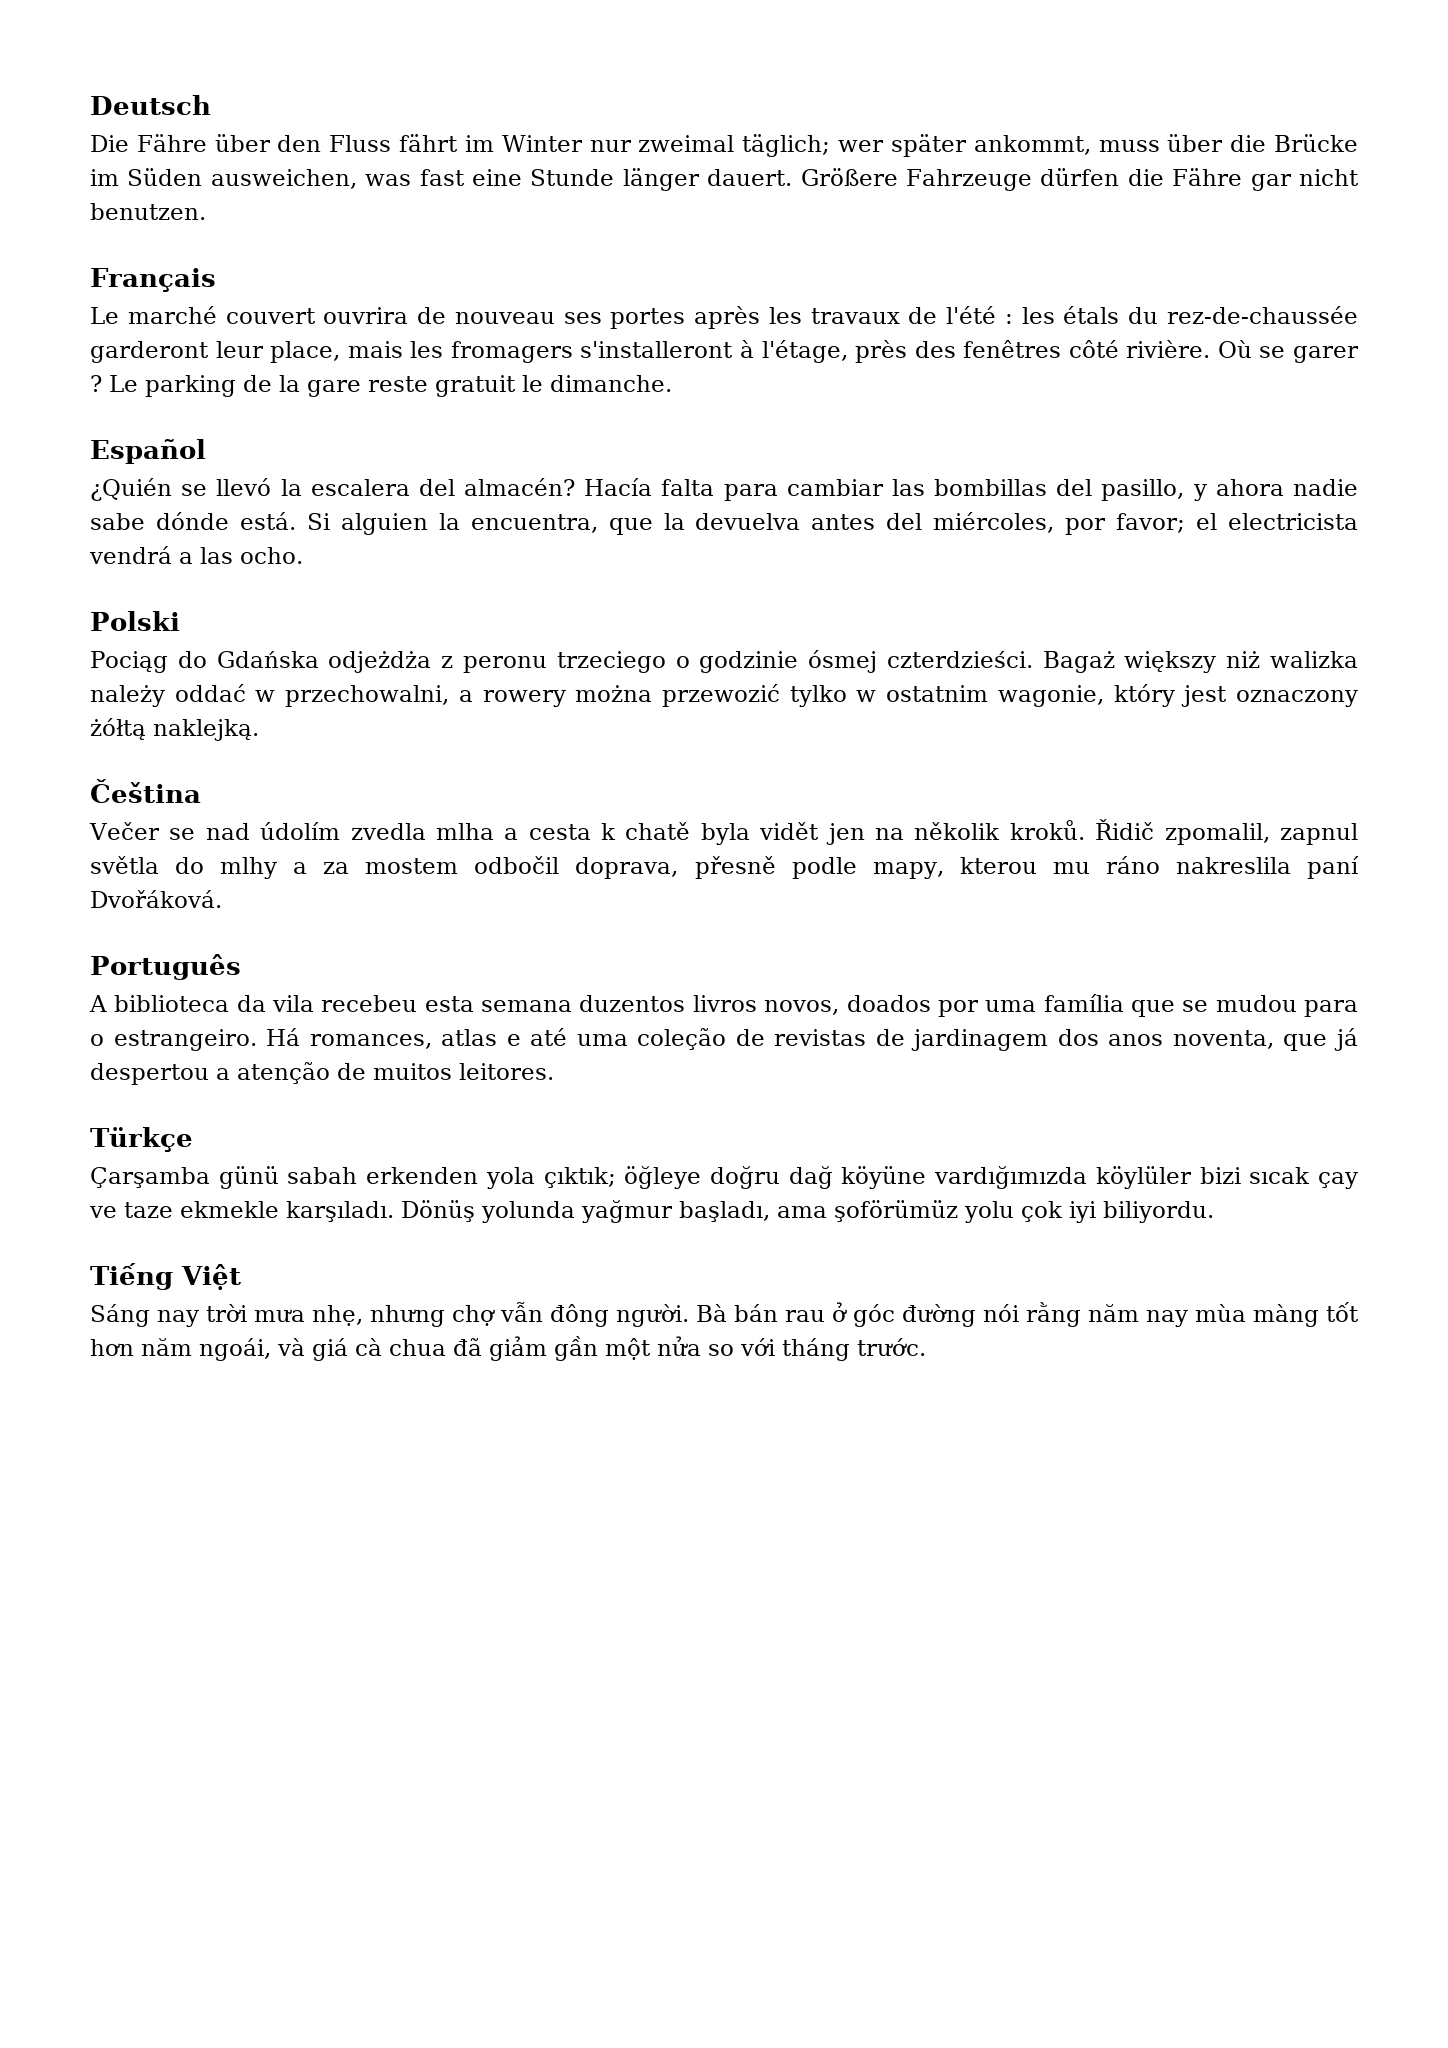 Deutsch
Die Fähre über den Fluss fährt im Winter nur zweimal täglich; wer später ankommt, muss über die Brücke
im Süden ausweichen, was fast eine Stunde länger dauert. Größere Fahrzeuge dürfen die Fähre gar nicht
benutzen.
Français
Le marché couvert ouvrira de nouveau ses portes après les travaux de l'été : les étals du rez-de-chaussée
garderont leur place, mais les fromagers s'installeront à l'étage, près des fenêtres côté rivière. Où se garer
? Le parking de la gare reste gratuit le dimanche.
Español
¿Quién se llevó la escalera del almacén? Hacía falta para cambiar las bombillas del pasillo, y ahora nadie
sabe dónde está. Si alguien la encuentra, que la devuelva antes del miércoles, por favor; el electricista
vendrá a las ocho.
Polski
Pociąg do Gdańska odjeżdża z peronu trzeciego o godzinie ósmej czterdzieści. Bagaż większy niż walizka
należy oddać w przechowalni, a rowery można przewozić tylko w ostatnim wagonie, który jest oznaczony
żółtą naklejką.
Čeština
Večer se nad údolím zvedla mlha a cesta k chatě byla vidět jen na několik kroků. Řidič zpomalil, zapnul
světla do mlhy a za mostem odbočil doprava, přesně podle mapy, kterou mu ráno nakreslila paní
Dvořáková.
Português
A biblioteca da vila recebeu esta semana duzentos livros novos, doados por uma família que se mudou para
o estrangeiro. Há romances, atlas e até uma coleção de revistas de jardinagem dos anos noventa, que já
despertou a atenção de muitos leitores.
Türkçe
Çarşamba günü sabah erkenden yola çıktık; öğleye doğru dağ köyüne vardığımızda köylüler bizi sıcak çay
ve taze ekmekle karşıladı. Dönüş yolunda yağmur başladı, ama şoförümüz yolu çok iyi biliyordu.
Tiếng Việt
Sáng nay trời mưa nhẹ, nhưng chợ vẫn đông người. Bà bán rau ở góc đường nói rằng năm nay mùa màng tốt
hơn năm ngoái, và giá cà chua đã giảm gần một nửa so với tháng trước.